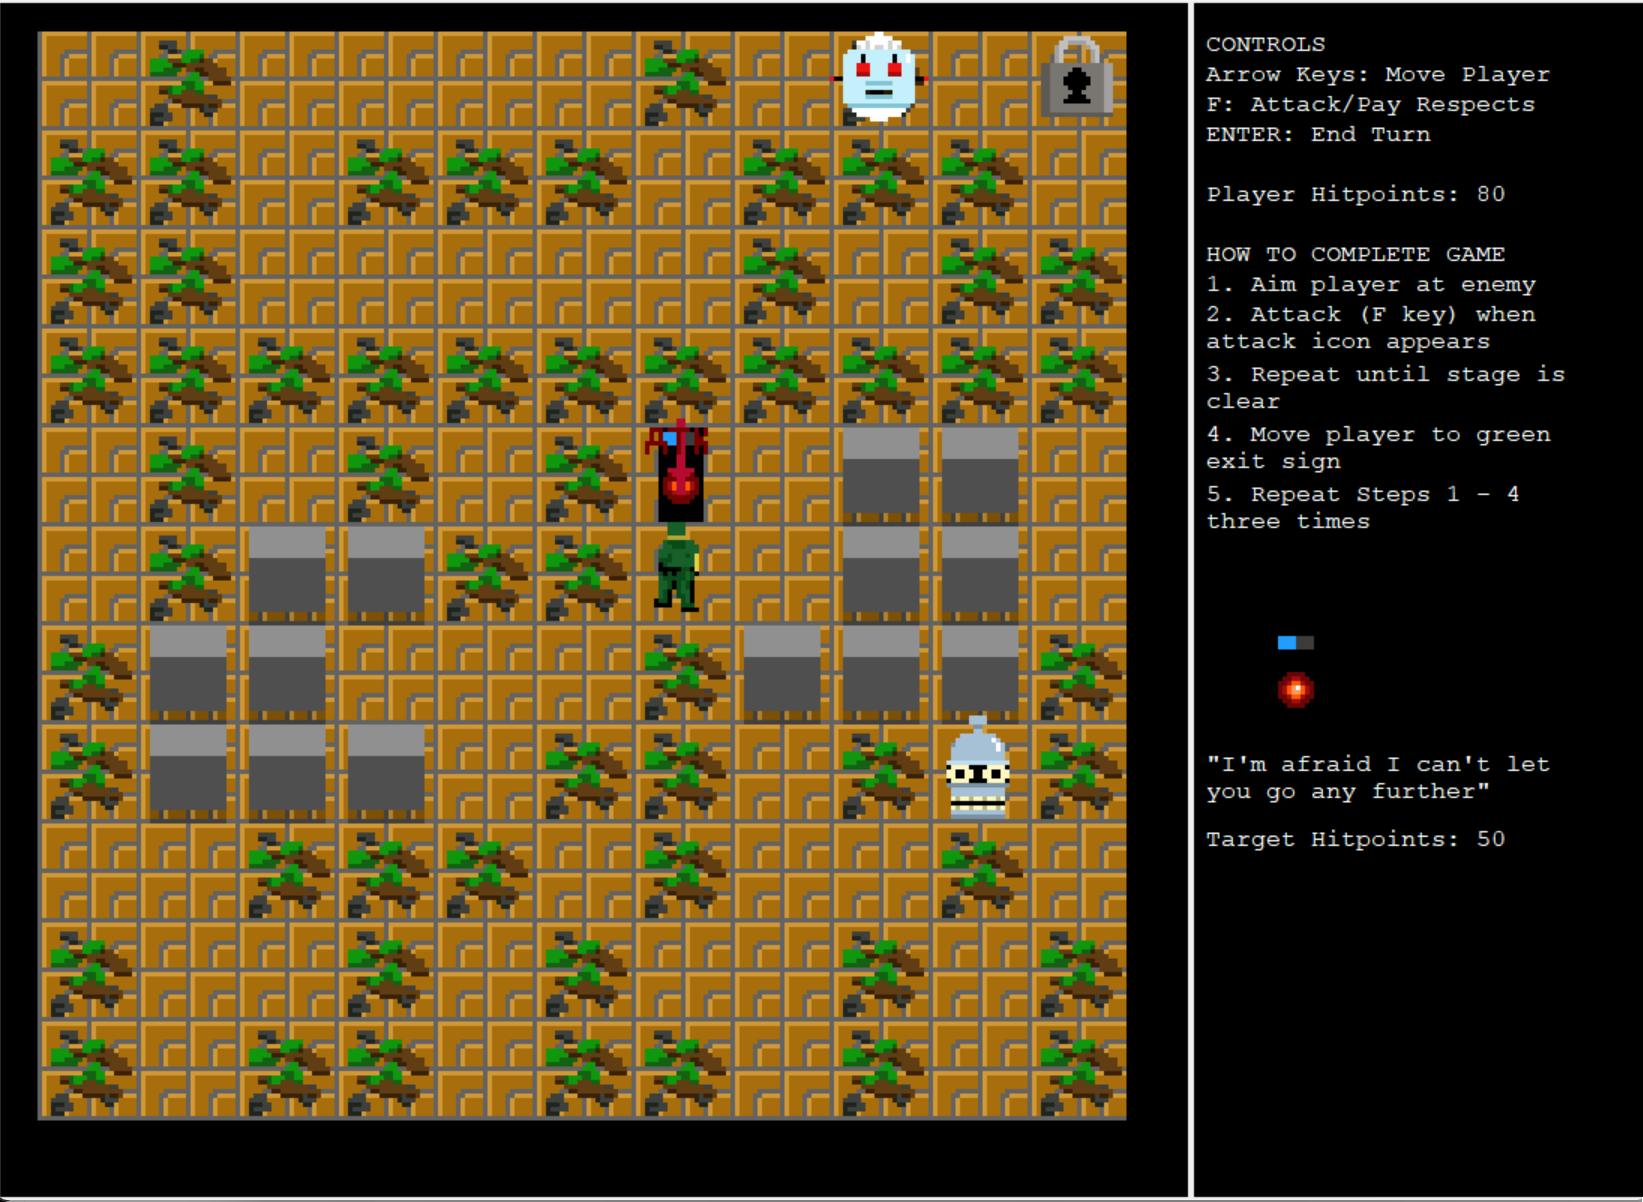 CONTROLS
Arrow Keys: Move Player
F: Attack/Pay Respects
ENTER: End Turn
Player Hitpoints: 80
HOW TO COMPLETE GAME
1. Aim player at enemy
2. Attack (F key) when
attack icon appears
3. Repeat until stage is
clear
4. Move player to green
exit sign
5. Repeat Steps 1 – 4
three times
"I'm afraid I can't let
you go any further"
Target Hitpoints: 50